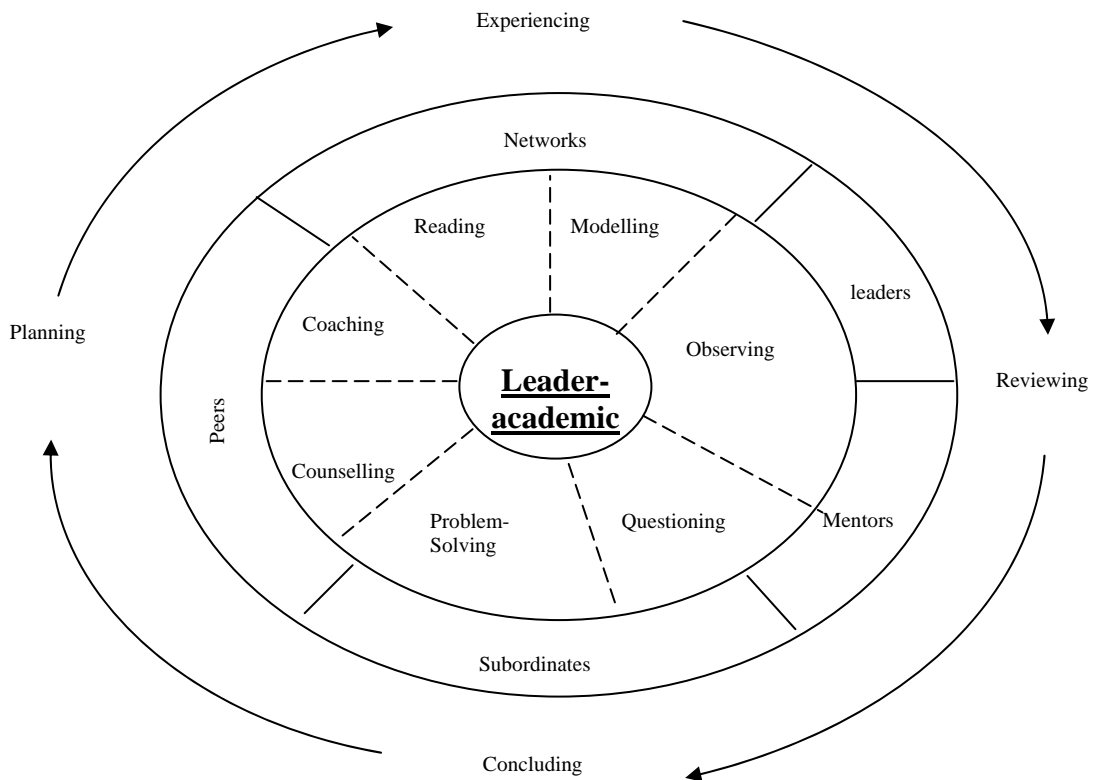 Experiencing
Networks
Reading
Modelling
leaders
Coaching
Planning
Observing
Leader-
academic
Reviewing
Peers
Counselling
Problem-
Solving
Questioning
Mentors
Subordinates
Concluding